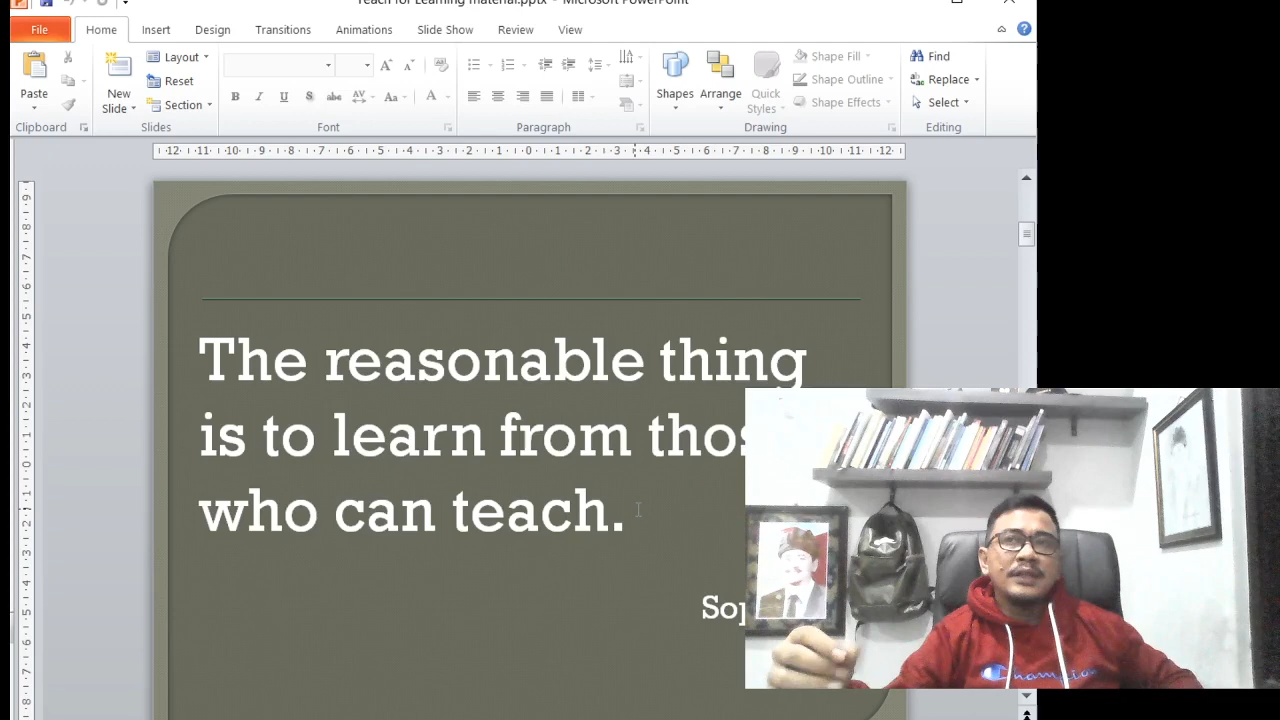 Teach for Learning material.pptx - Microsoft PowerPoint
File Home Insert Design Transitions Animations Slide Show Review View
Paste
Clipboard
New
Slide
Layout
Reset
Section
Slides
Font
Paragraph
Shapes
Arrange
Quick
Styles
Shape Fill
Shape Outline
Shape Effects
Drawing
Find
Replace
Select
Editing
The reasonable thing
is to learn from
who can teach.
Champion